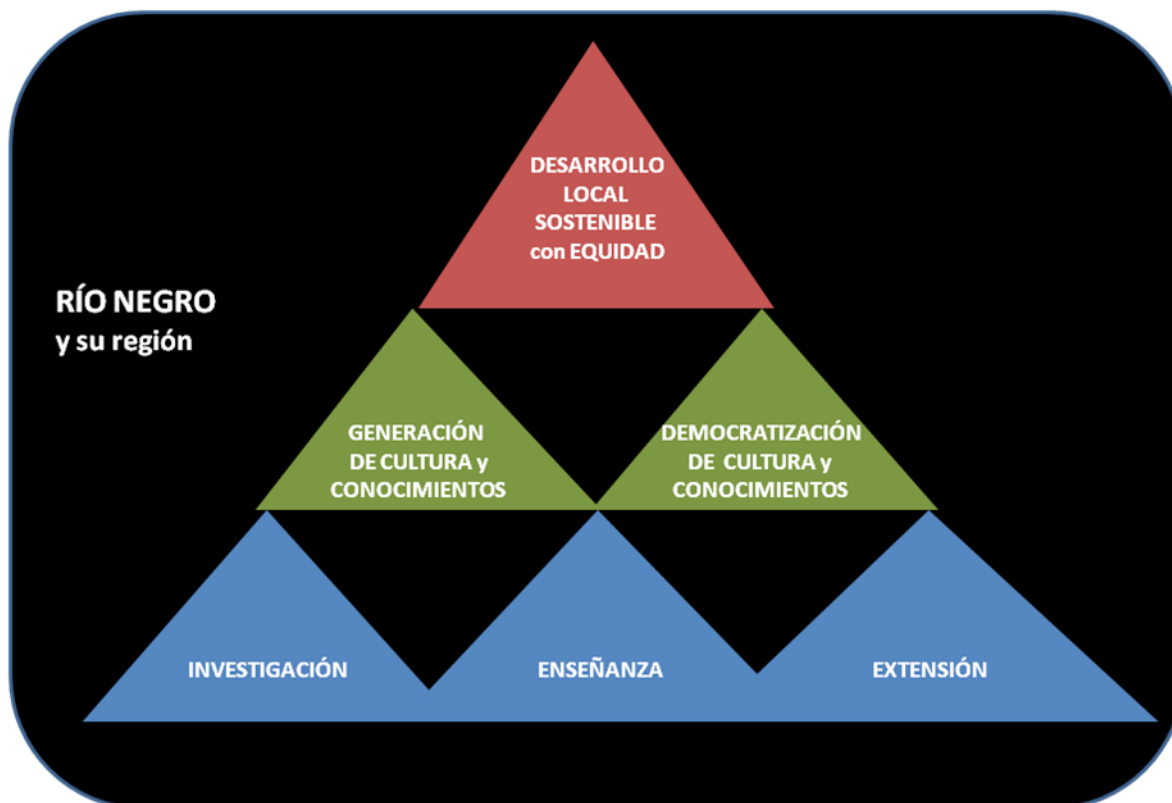 DESARROLLO
LOCAL
SOSTENIBLE
con EQUIDAD
RÍO NEGRO
y su región
GENERACIÓN
DE CULTURA y
CONOCIMIENTOS
DEMOCRATIZACIÓN
DE CULTURA y
CONOCIMIENTOS
INVESTIGACIÓN
ENSEÑANZA
EXTENSIÓN